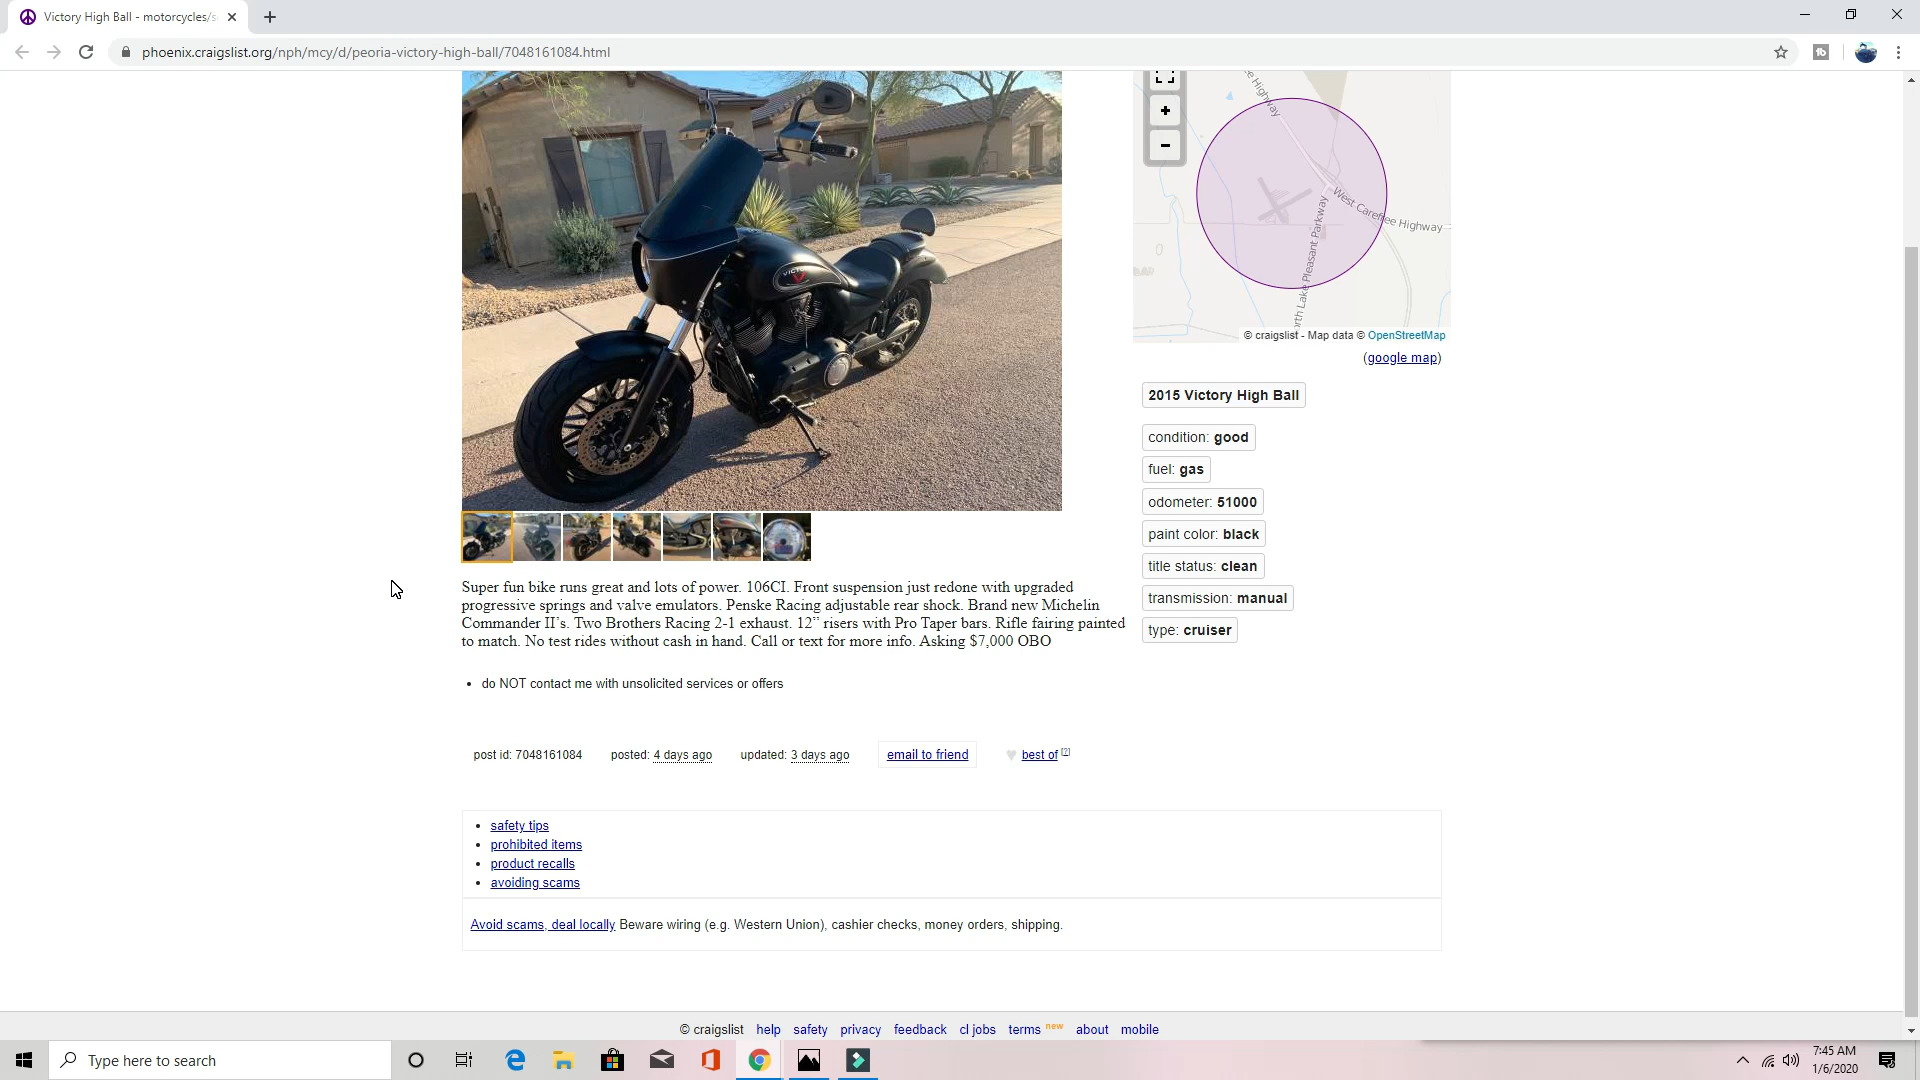 Victory High Ball - motorcycles/s
phoenix.craigslist.org/nph/mcy/d/peoria-victory-high-ball/7048161084.html
+
−
West Carefree Highway
North Lake Pleasant Parkway
© craigslist - Map data © OpenStreetMap
(google map)
2015 Victory High Ball
condition: good
fuel: gas
odometer: 51000
paint color: black
title status: clean
transmission: manual
type: cruiser
VICTORY
Super fun bike runs great and lots of power. 106CI. Front suspension just redone with upgraded
progressive springs and valve emulators. Penske Racing adjustable rear shock. Brand new Michelin
Commander II’s. Two Brothers Racing 2-1 exhaust. 12” risers with Pro Taper bars. Rifle fairing painted
to match. No test rides without cash in hand. Call or text for more info. Asking $7,000 OBO
• do NOT contact me with unsolicited services or offers
post id: 7048161084 posted: 4 days ago updated: 3 days ago email to friend ♥ best of [?]
• safety tips
• prohibited items
• product recalls
• avoiding scams
Avoid scams, deal locally Beware wiring (e.g. Western Union), cashier checks, money orders, shipping.
© craigslist help safety privacy feedback cl jobs terms new about mobile
Type here to search
7:45 AM
1/6/2020